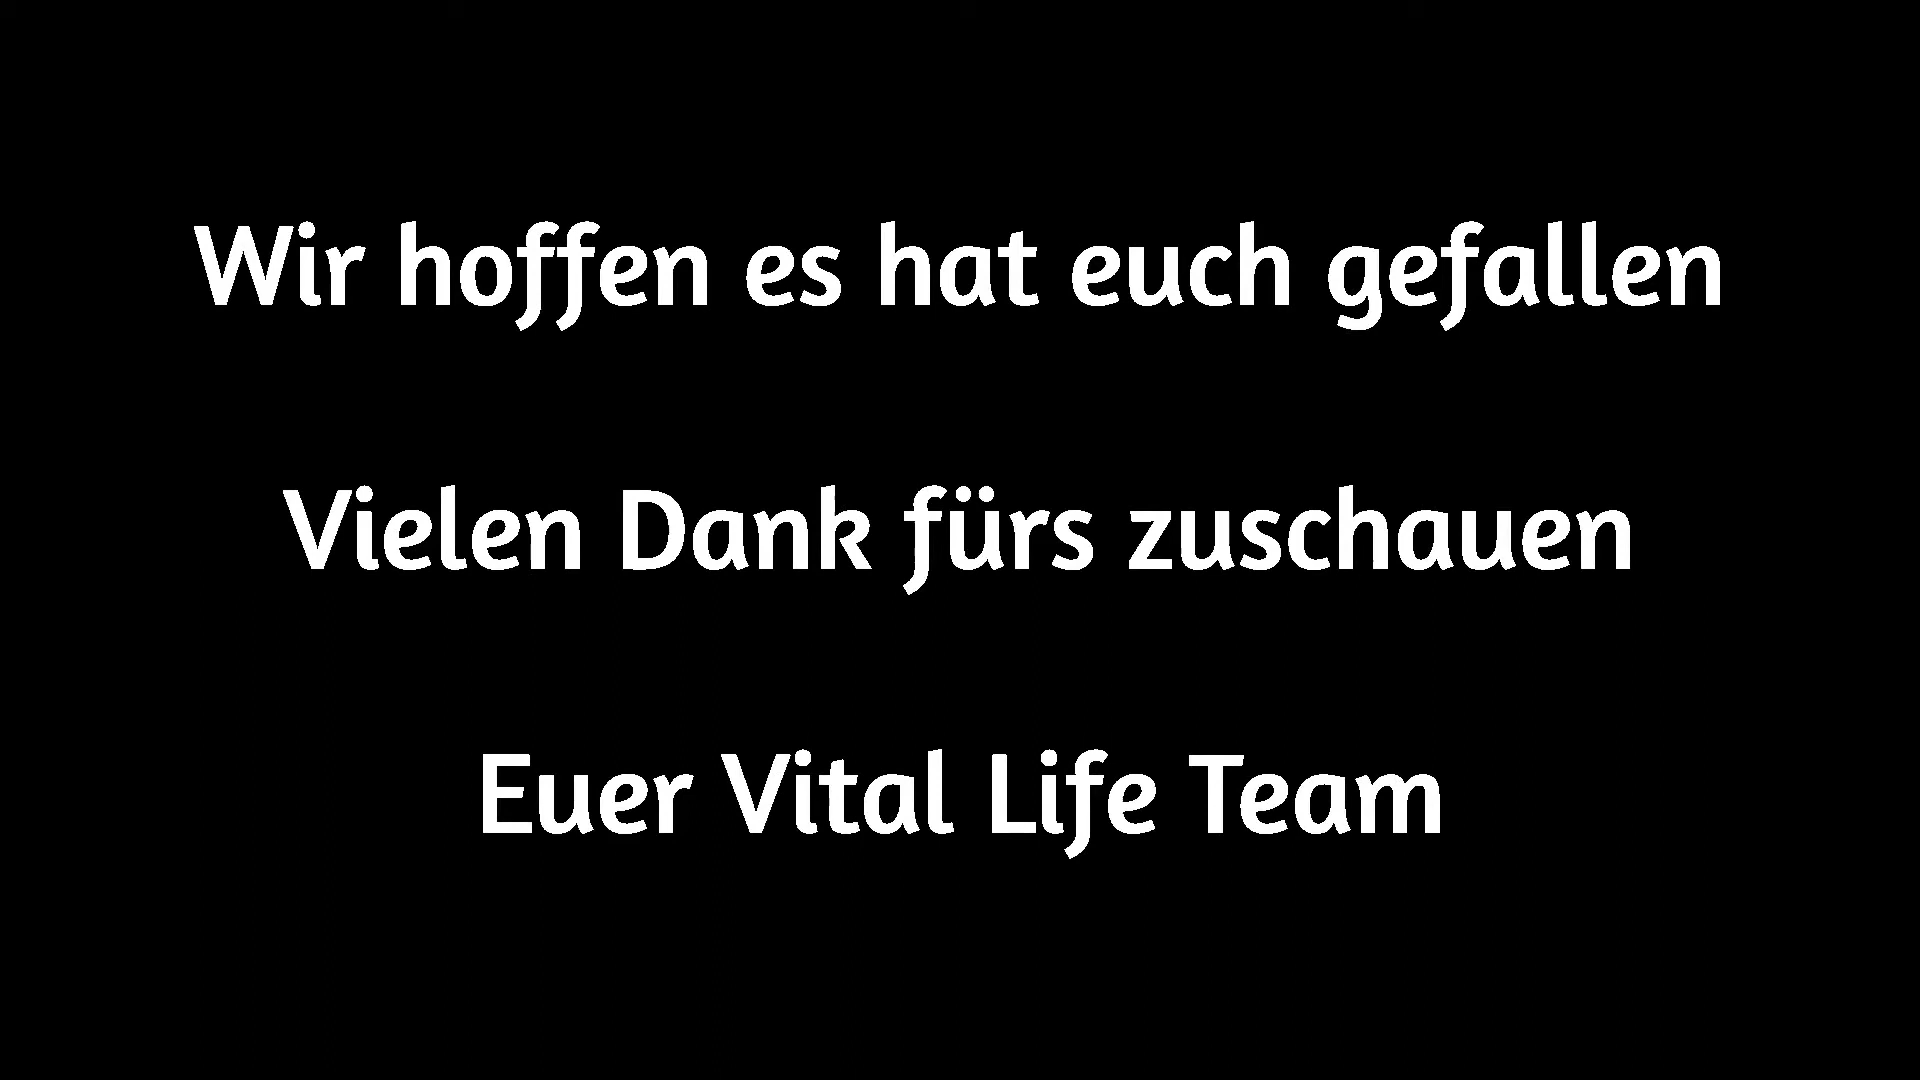 Wir hoffen es hat euch gefallen
Vielen Dank fürs zuschauen
Euer Vital Life Team